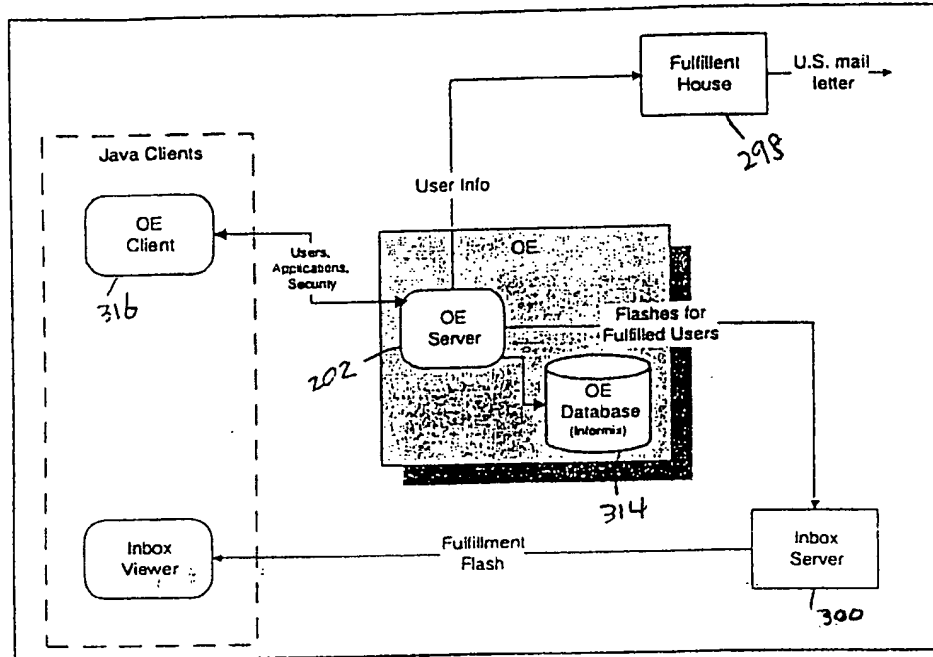 Fulfillent
House
U.S. mail
letter
298
Java Clients
User Info
OE
Client
316
Users,
Applications,
Security
OE
OE
Server
202
Flashes for
Fulfilled Users
OE
Database
(Informix)
314
Inbox
Viewer
Fulfillment
Flash
Inbox
Server
300